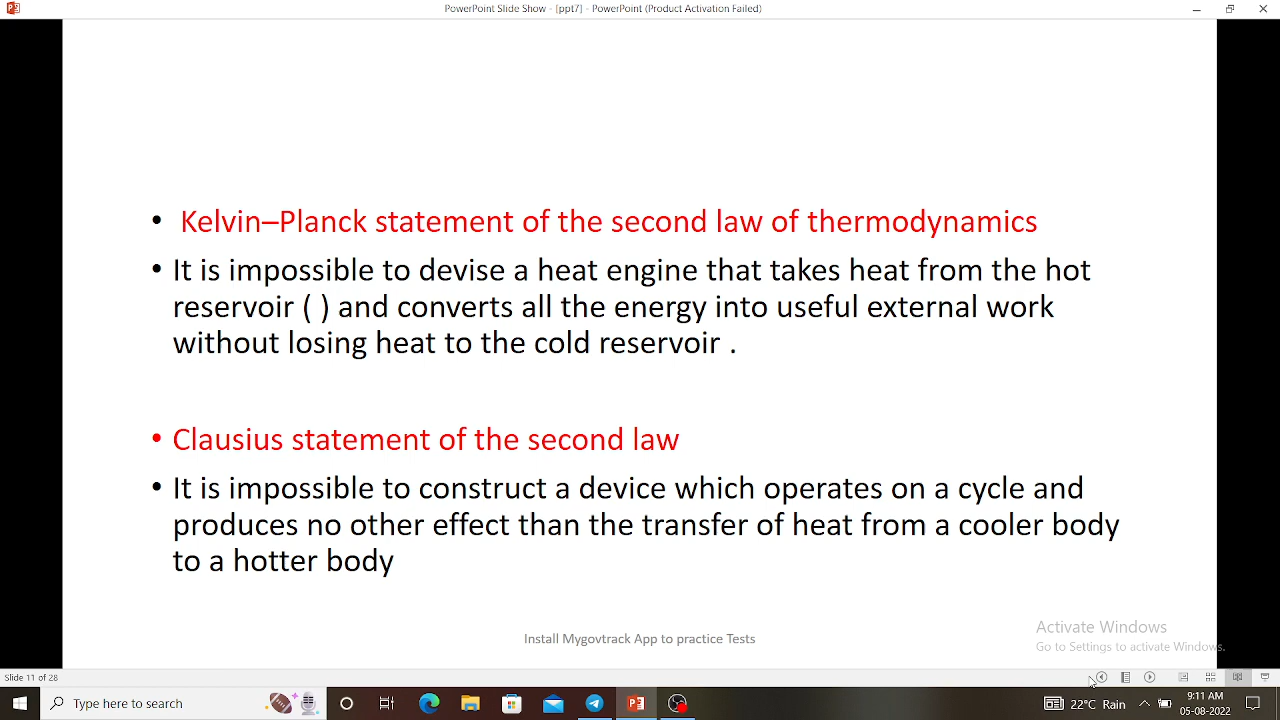 PowerPoint Slide Show - [ppt7] - PowerPoint (Product Activation Failed)
• Kelvin–Planck statement of the second law of thermodynamics
• It is impossible to devise a heat engine that takes heat from the hot
reservoir ( ) and converts all the energy into useful external work
without losing heat to the cold reservoir .
• Clausius statement of the second law
• It is impossible to construct a device which operates on a cycle and
produces no other effect than the transfer of heat from a cooler body
to a hotter body
Install Mygovtrack App to practice Tests
Activate Windows
Go to Settings to activate Windows.
Slide 11 of 28
Type here to search
22°C Rain
9:11 AM
05-08-2022